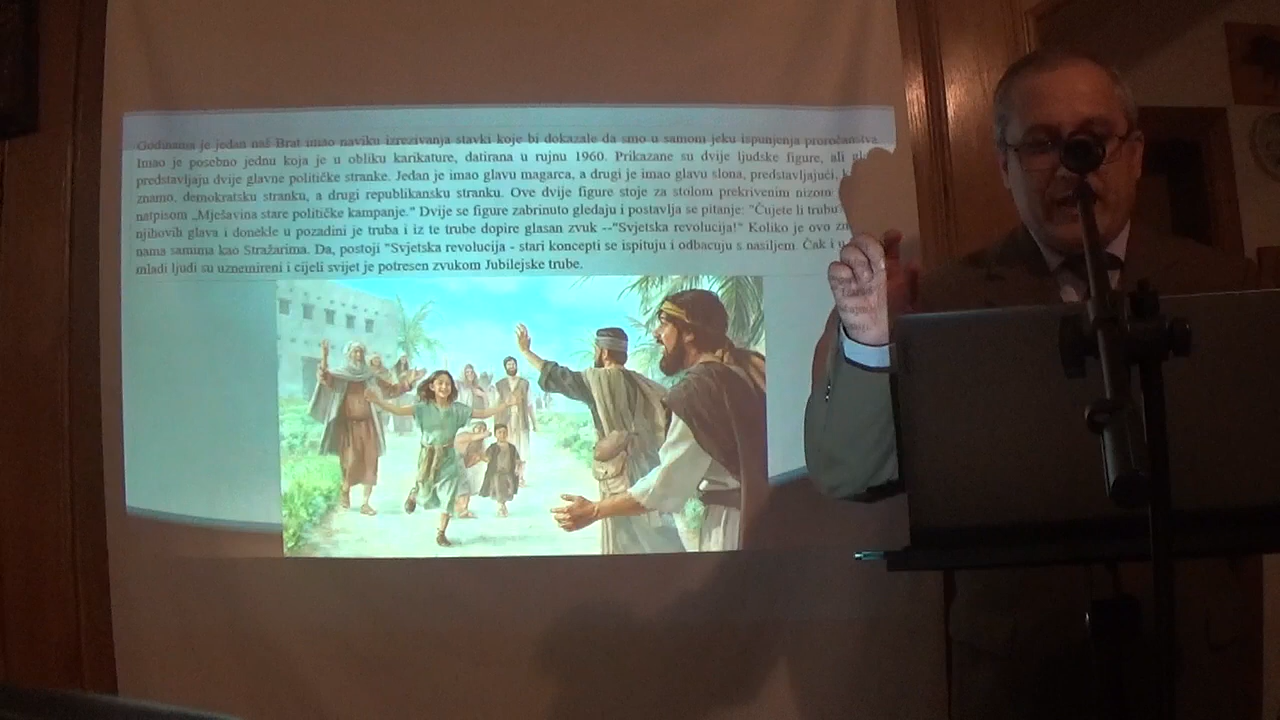 Godinama je jedan naš Brat imao naviku izrezivanja stavki koje bi dokazale da smo u samom jeku ispunjenja proročanstva.
Imao je posebno jednu koja je u obliku karikature, datirana u rujnu 1960. Prikazane su dvije ljudske figure, ali
predstavljaju dvije glavne političke stranke. Jedan je imao glavu magarca, a drugi je imao glavu slona, predstavljajući,
znamo, demokratsku stranku, a drugi republikansku stranku. Ove dvije figure stoje za stolom prekrivenim nizom
natpisom „Mješavina stare političke kampanje." Dvije se figure zabrinuto gledaju i postavlja se pitanje: "Čujete li trubu
njihovih glava i donekle u pozadini je truba i iz te trube dopire glasan zvuk --"Svjetska revolucija!" Koliko je ovo
nama samima kao Stražarima. Da, postoji "Svjetska revolucija - stari koncepti se ispituju i odbacuju s nasiljem. Čak i
mladi ljudi su uznemireni i cijeli svijet je potresen zvukom Jubilejske trube.